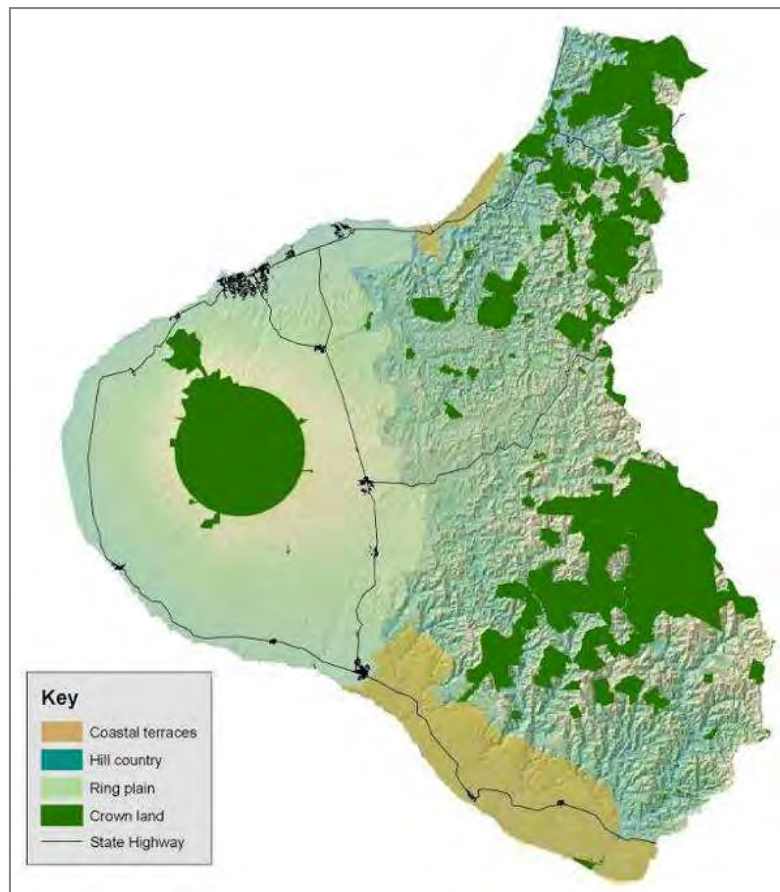 Key
Coastal terraces
Hill country
Ring plain
Crown land
State Highway